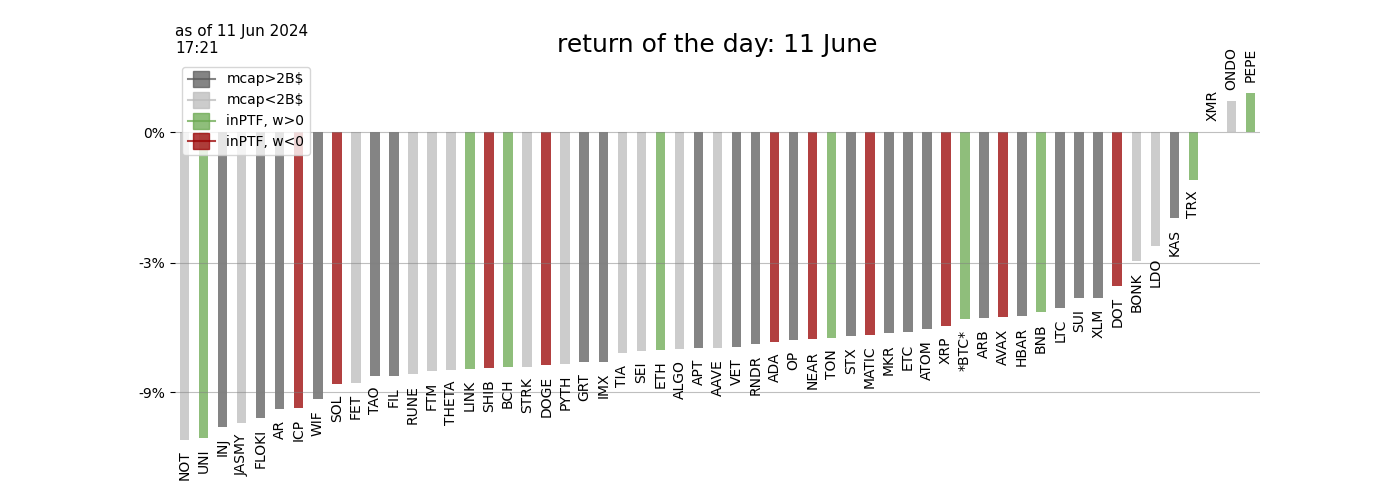 as of 11 Jun 2024
17:21
return of the day: 11 June
mcap>2B$
mcap<2B$
inPTF, w>0
inPTF, w<0
0%
-3%
-9%
NOT
UNI
INJ
JASMY
FLOKI
AR
ICP
WIF
SOL
FET
TAO
FIL
RUNE
FTM
THETA
LINK
SHIB
BCH
STRK
DOGE
PYTH
GRT
IMX
TIA
SEI
ETH
ALGO
APT
AAVE
VET
RNDR
ADA
OP
NEAR
TON
STX
MATIC
MKR
ETC
ATOM
XRP
*BTC*
ARB
AVAX
HBAR
BNB
LTC
SUI
XLM
DOT
BONK
LDO
KAS
TRX
XMR
ONDO
PEPE